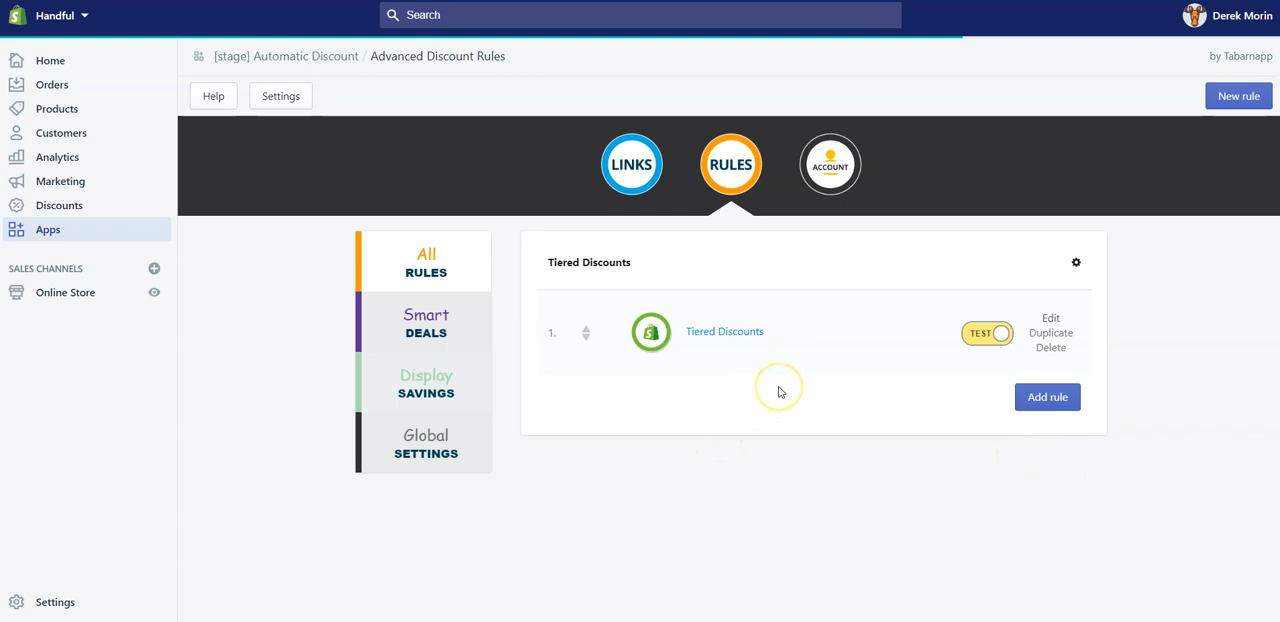 Handful
Search
Derek Morin
Home
Orders
Products
Customers
Analytics
Marketing
Discounts
Apps
SALES CHANNELS
Online Store
Settings
[stage] Automatic Discount / Advanced Discount Rules
by Tabarnapp
Help
Settings
New rule
LINKS
RULES
ACCOUNT
All
RULES
Smart
DEALS
Display
SAVINGS
Global
SETTINGS
Tiered Discounts
1.
Tiered Discounts
TEST
Edit
Duplicate
Delete
Add rule